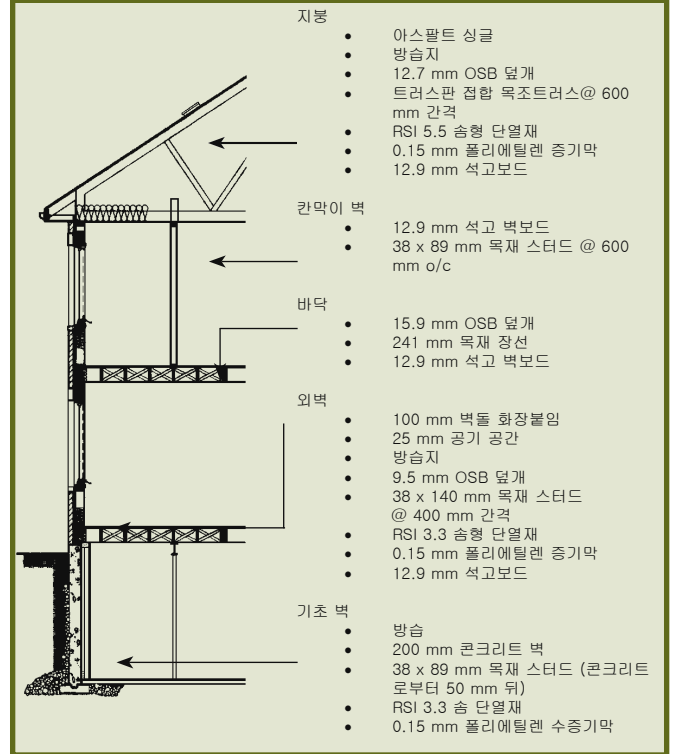 지붕
• 아스팔트 싱글
• 방습지
• 12.7 mm OSB 덮개
• 트러스판 접합 목조트러스@ 600
mm 간격
• RSI 5.5 솜형 단열재
• 0.15 mm 폴리에틸렌 증기막
• 12.9 mm 석고보드
칸막이 벽
• 12.9 mm 석고 벽보드
• 38 x 89 mm 목재 스터드 @ 600
mm o/c
바닥
• 15.9 mm OSB 덮개
• 241 mm 목재 장선
• 12.9 mm 석고 벽보드
외벽
• 100 mm 벽돌 화장붙임
• 25 mm 공기 공간
• 방습지
• 9.5 mm OSB 덮개
• 38 x 140 mm 목재 스터드
@ 400 mm 간격
• RSI 3.3 솜형 단열재
• 0.15 mm 폴리에틸렌 증기막
• 12.9 mm 석고보드
기초 벽
• 방습
• 200 mm 콘크리트 벽
• 38 x 89 mm 목재 스터드 (콘크리트
로부터 50 mm 뒤)
• RSI 3.3 솜 단열재
• 0.15 mm 폴리에틸렌 수증기막